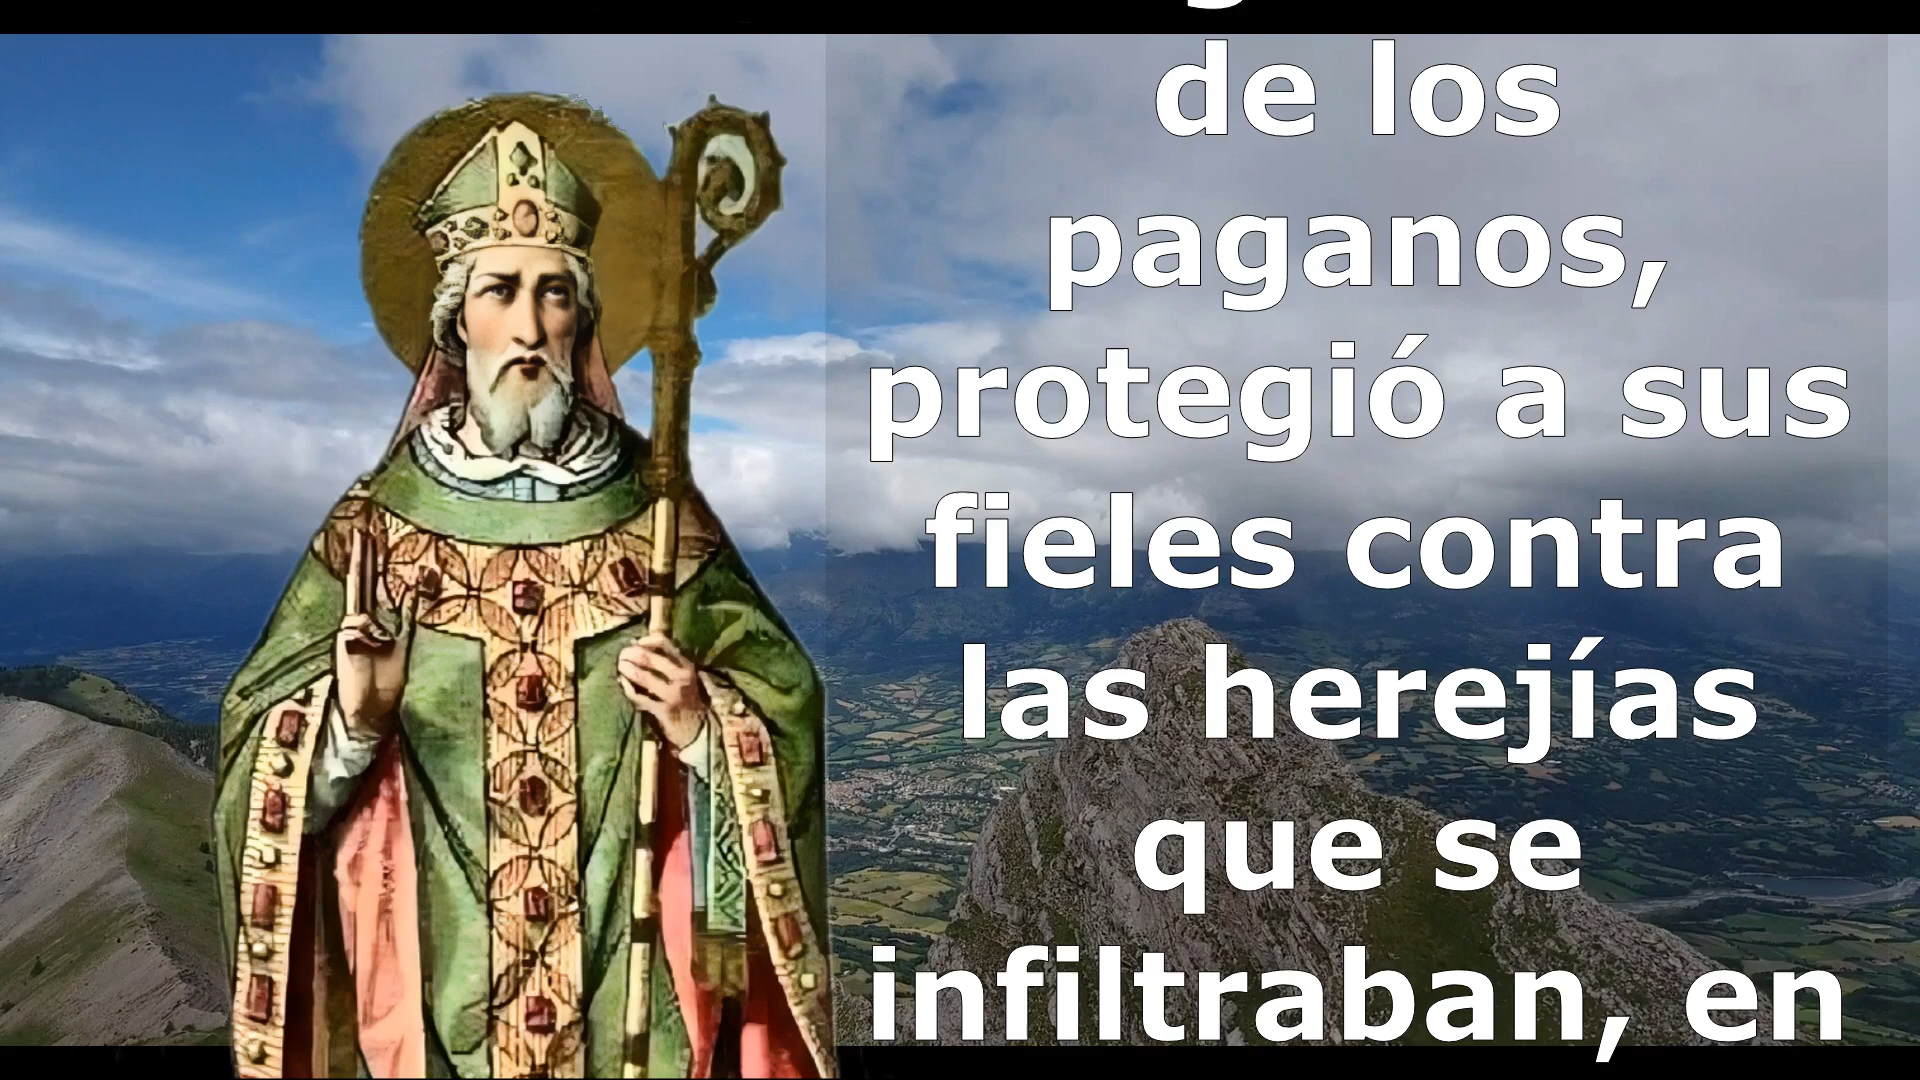 de los
paganos,
protegió a sus
fieles contra
las herejías
que se
infiltraban, en